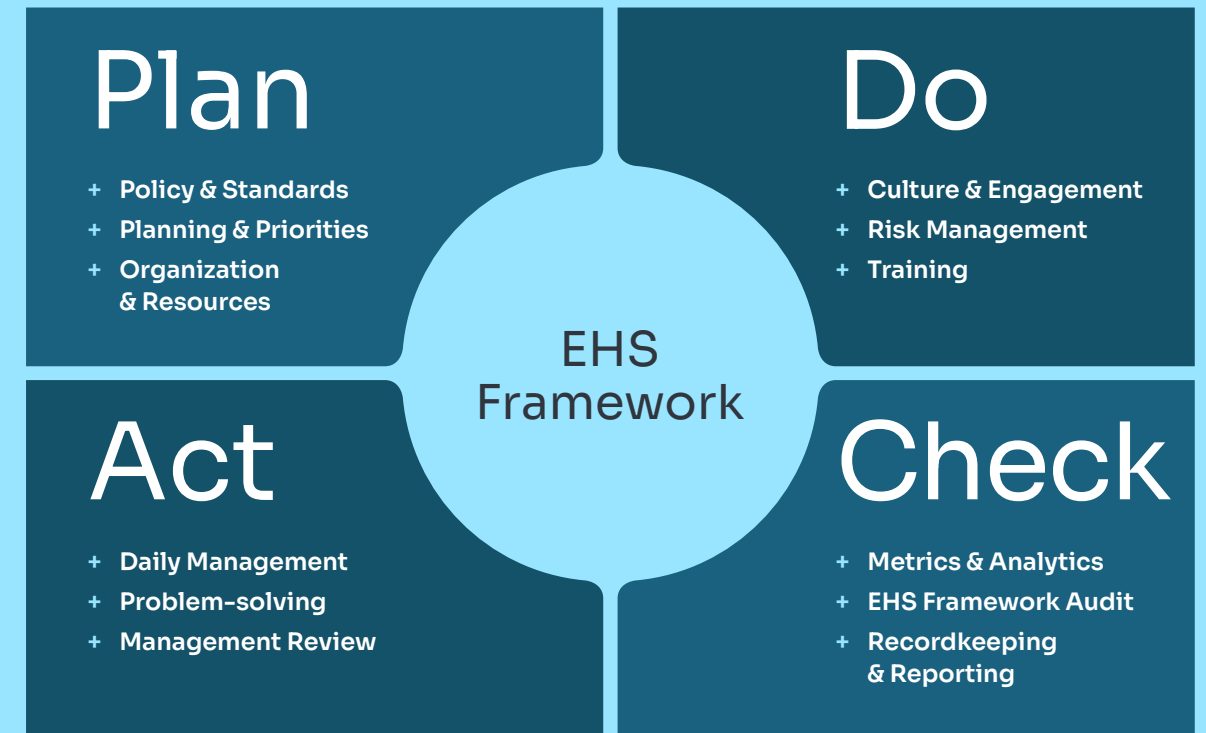 Plan
+ Policy & Standards
+ Planning & Priorities
+ Organization
& Resources
Do
+ Culture & Engagement
+ Risk Management
+ Training
EHS
Framework
Act
+ Daily Management
+ Problem-solving
+ Management Review
Check
+ Metrics & Analytics
+ EHS Framework Audit
+ Recordkeeping
& Reporting